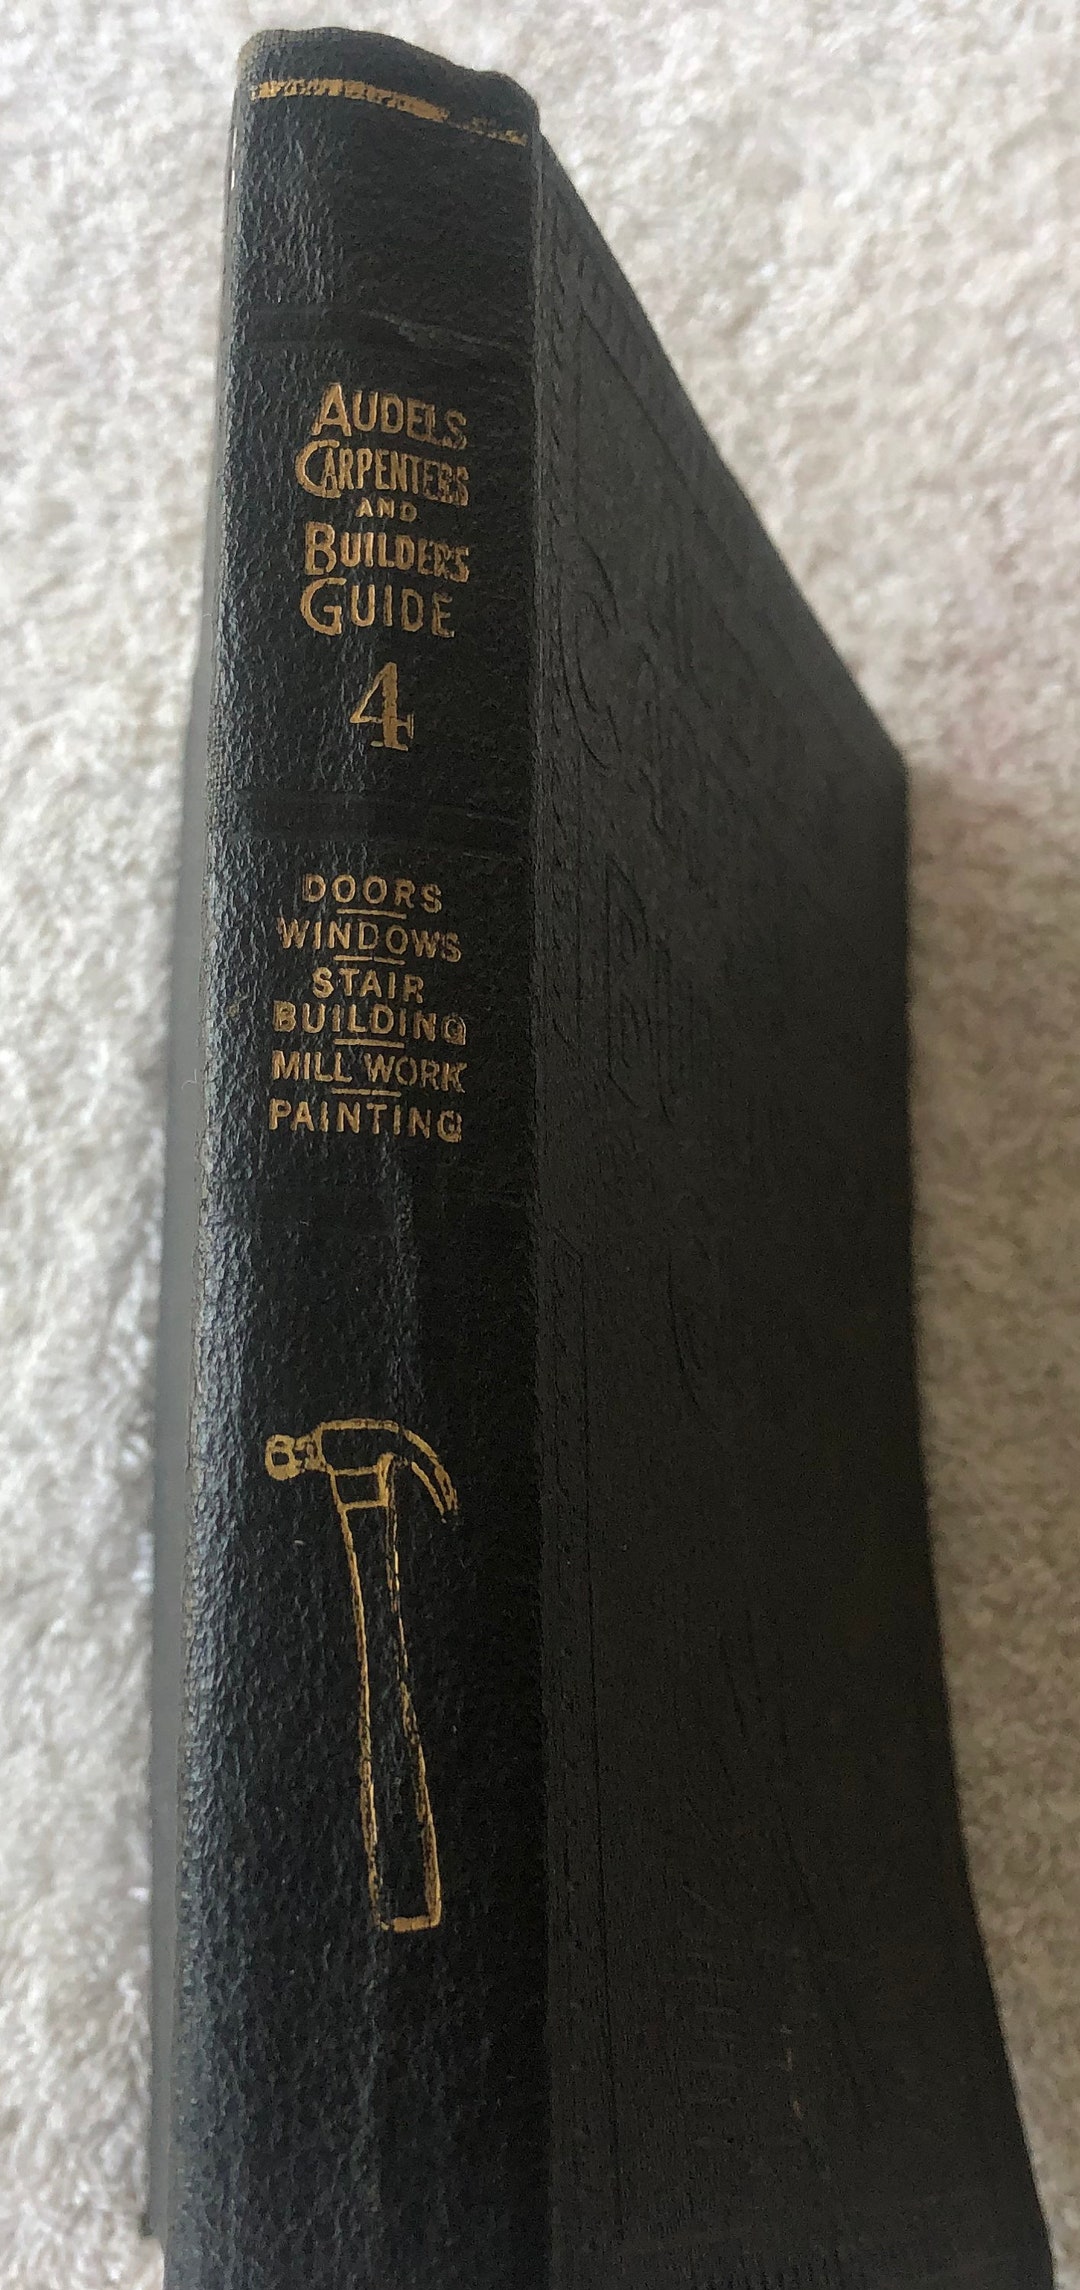 AUDELS
CARPENTERS
AND
BUILDERS
GUIDE
4
DOORS
WINDOWS
STAIR
BUILDING
MILL WORK
PAINTING